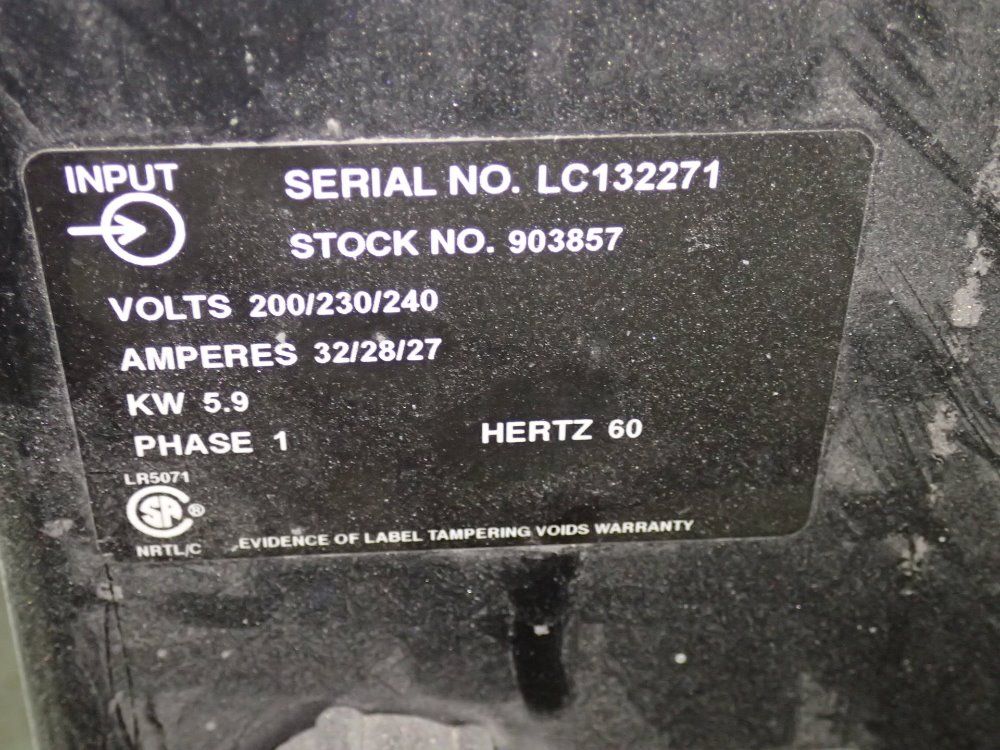 INPUT
SERIAL NO. LC132271
STOCK NO. 903857
VOLTS 200/230/240
AMPERES 32/28/27
KW 5.9
PHASE 1 HERTZ 60
LR5071
SA ®
NRTL/C
EVIDENCE OF LABEL TAMPERING VOIDS WARRANTY